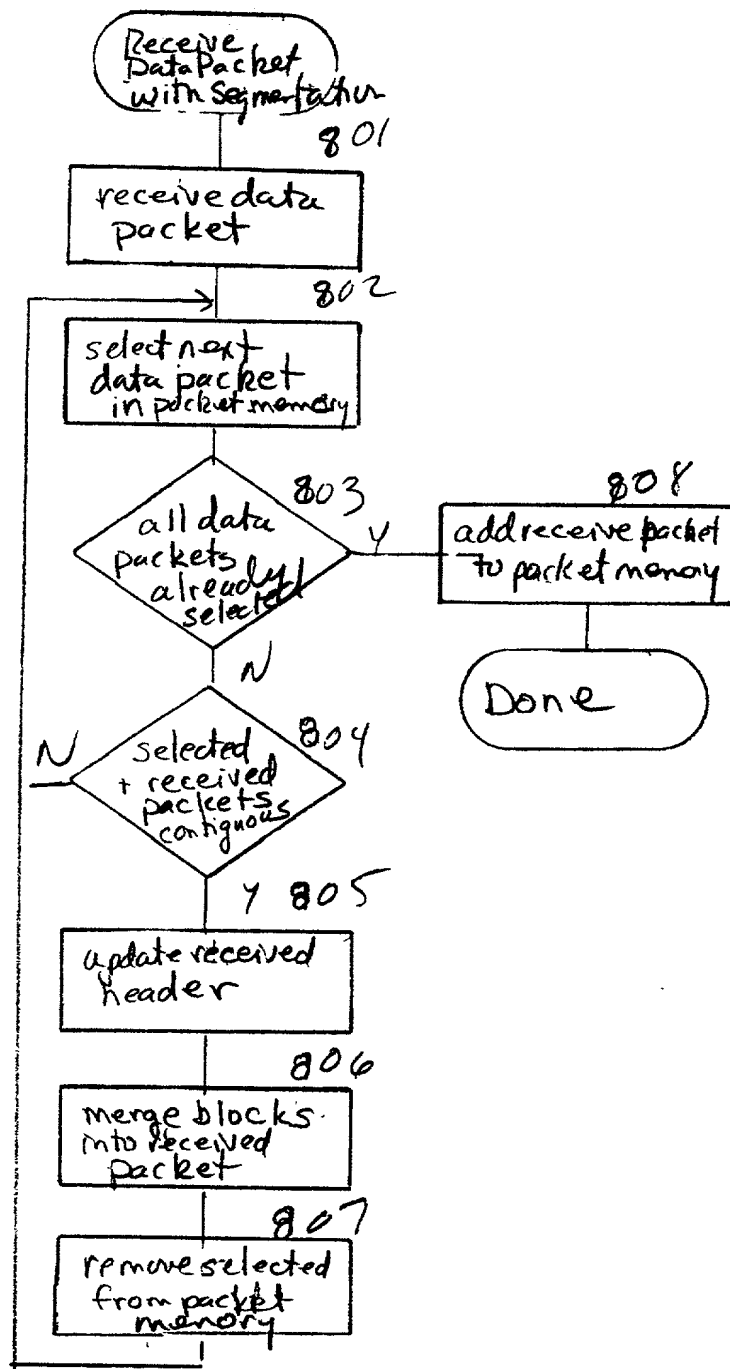 Receive
Data Packet
with Segmentation
801
receive data
packet
802
select next
data packet
in packet memory
803
all data
packets
already
selected
Y
808
add receive packet
to packet memory
Done
N
804
N
selected
+ received
packets
contiguous
Y 805
update received
header
806
merge blocks
into received
packet
807
remove selected
from packet
memory